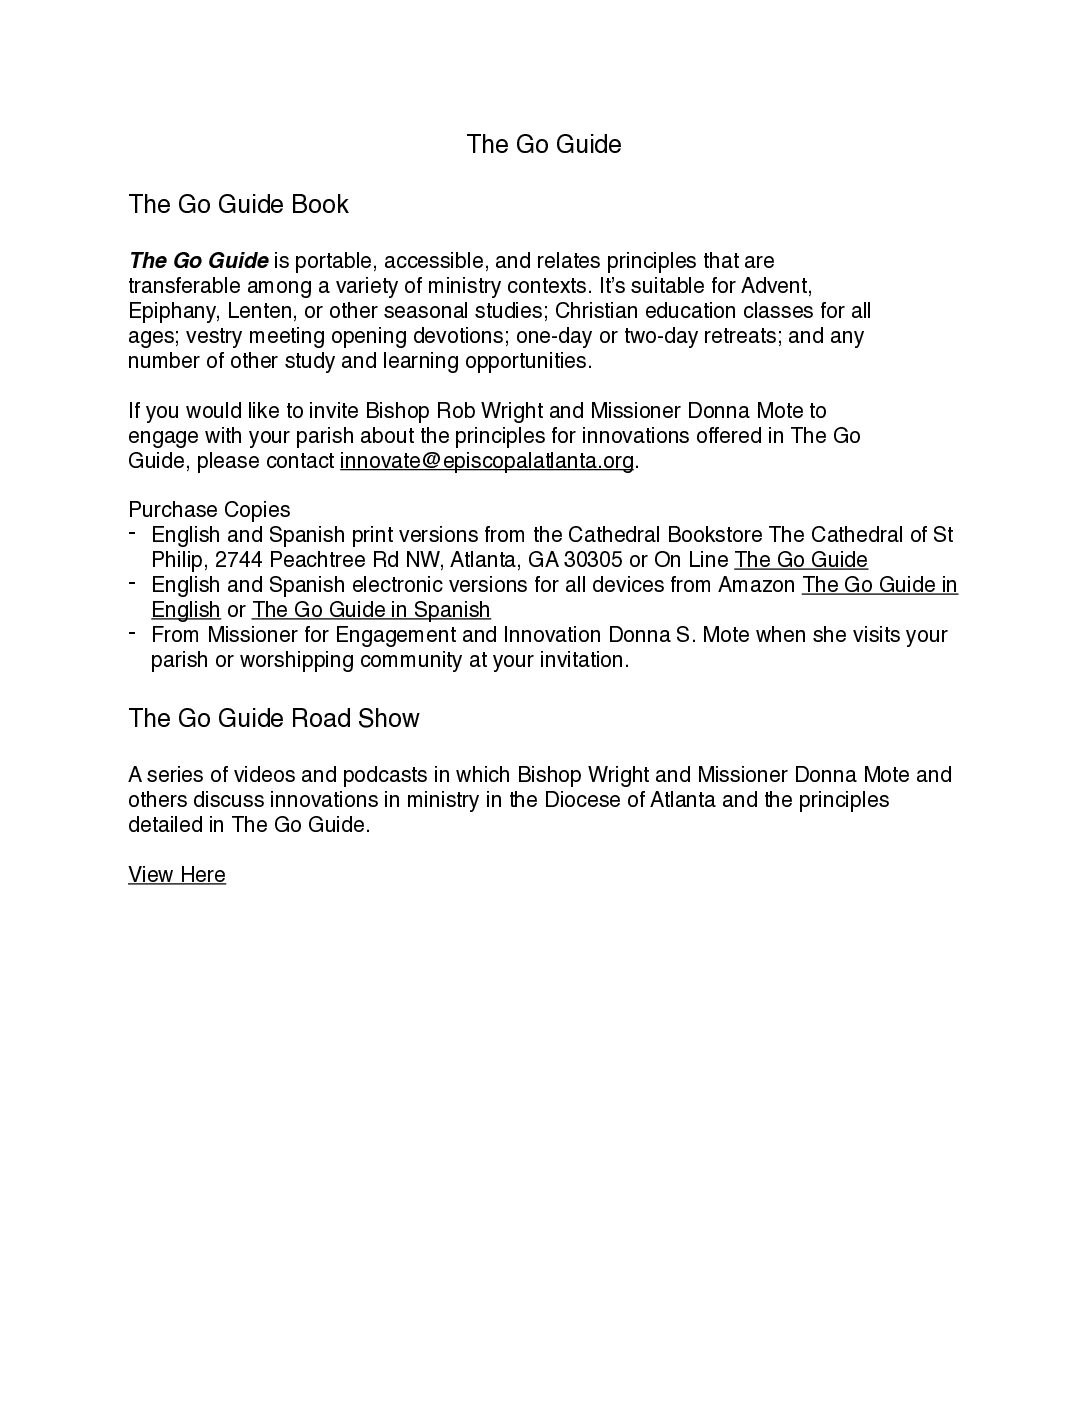 The Go Guide
The Go Guide Book
The Go Guide is portable, accessible, and relates principles that are
transferable among a variety of ministry contexts. It’s suitable for Advent,
Epiphany, Lenten, or other seasonal studies; Christian education classes for all
ages; vestry meeting opening devotions; one-day or two-day retreats; and any
number of other study and learning opportunities.
If you would like to invite Bishop Rob Wright and Missioner Donna Mote to
engage with your parish about the principles for innovations offered in The Go
Guide, please contact innovate@episcopalatlanta.org.
Purchase Copies
- English and Spanish print versions from the Cathedral Bookstore The Cathedral of St
Philip, 2744 Peachtree Rd NW, Atlanta, GA 30305 or On Line The Go Guide
- English and Spanish electronic versions for all devices from Amazon The Go Guide in
English or The Go Guide in Spanish
- From Missioner for Engagement and Innovation Donna S. Mote when she visits your
parish or worshipping community at your invitation.
The Go Guide Road Show
A series of videos and podcasts in which Bishop Wright and Missioner Donna Mote and
others discuss innovations in ministry in the Diocese of Atlanta and the principles
detailed in The Go Guide.
View Here